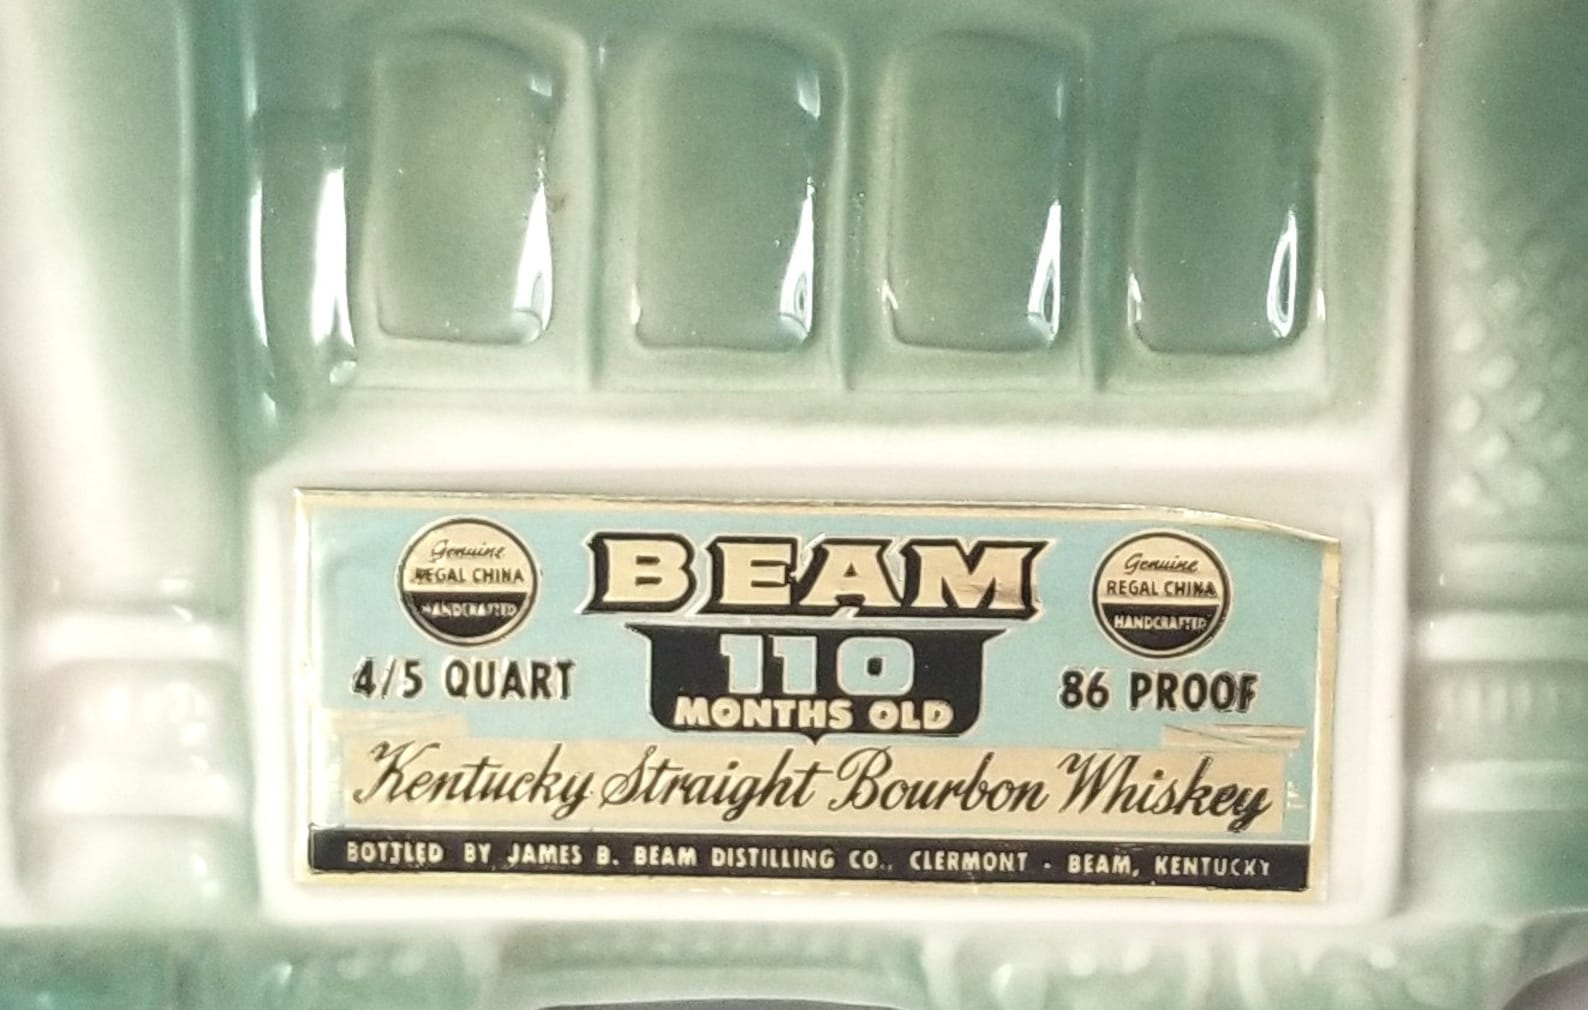 Genuine
REGAL CHINA
HANDCRAFTED
BEAM
Genuine
REGAL CHINA
HANDCRAFTED
110
MONTHS OLD
4/5 QUART
86 PROOF
Kentucky Straight Bourbon Whiskey
BOTTLED BY JAMES B. BEAM DISTILLING CO., CLERMONT - BEAM, KENTUCKY